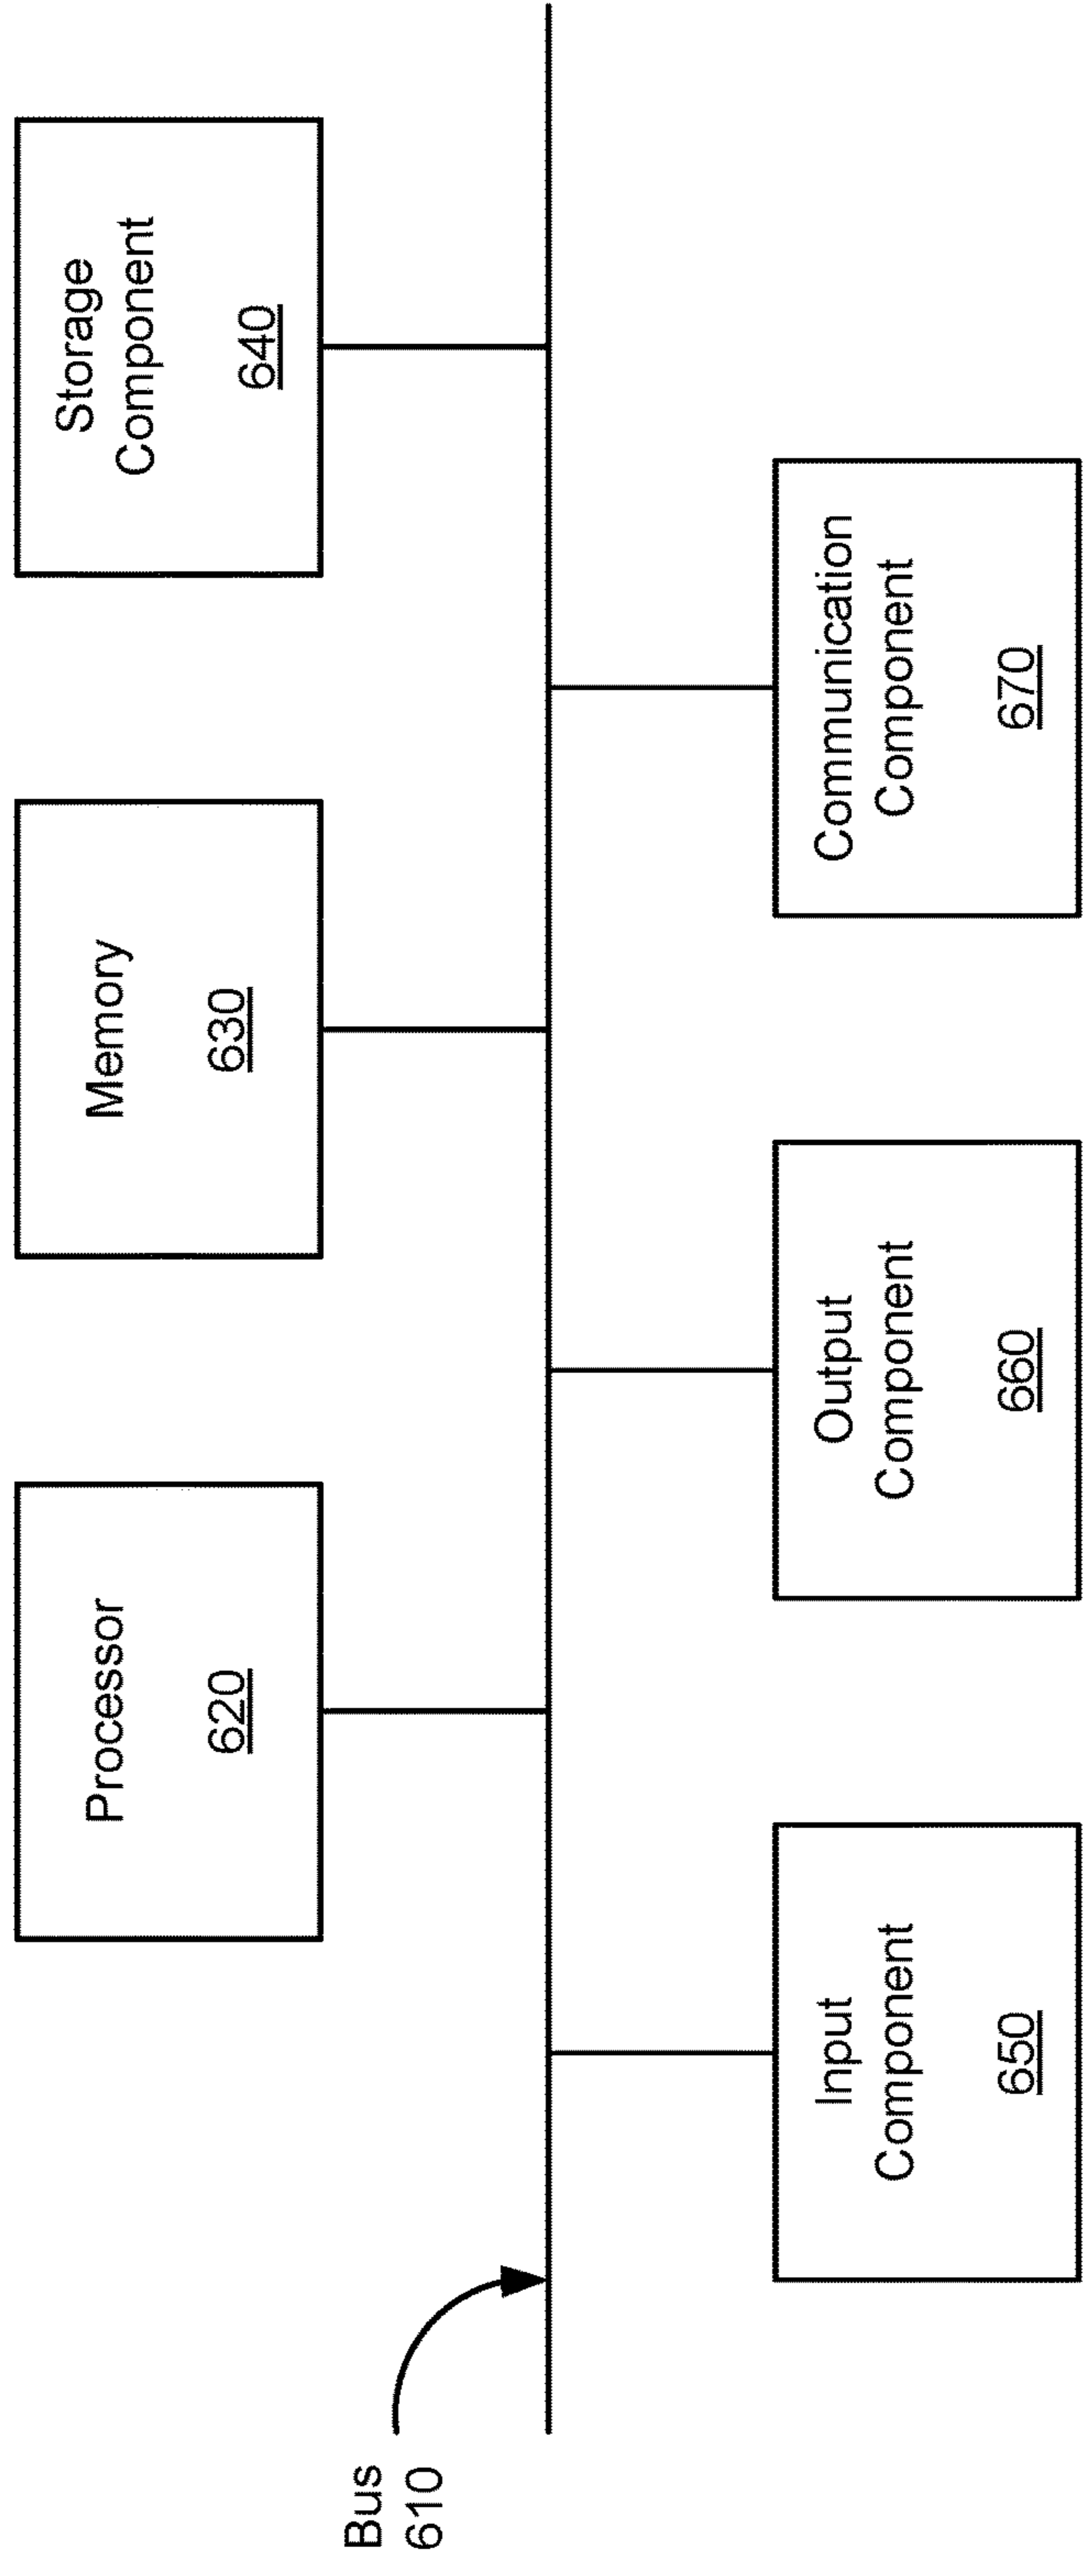 Processor
620
Memory
630
Storage
Component
640
Bus
610
Input
Component
650
Output
Component
660
Communication
Component
670